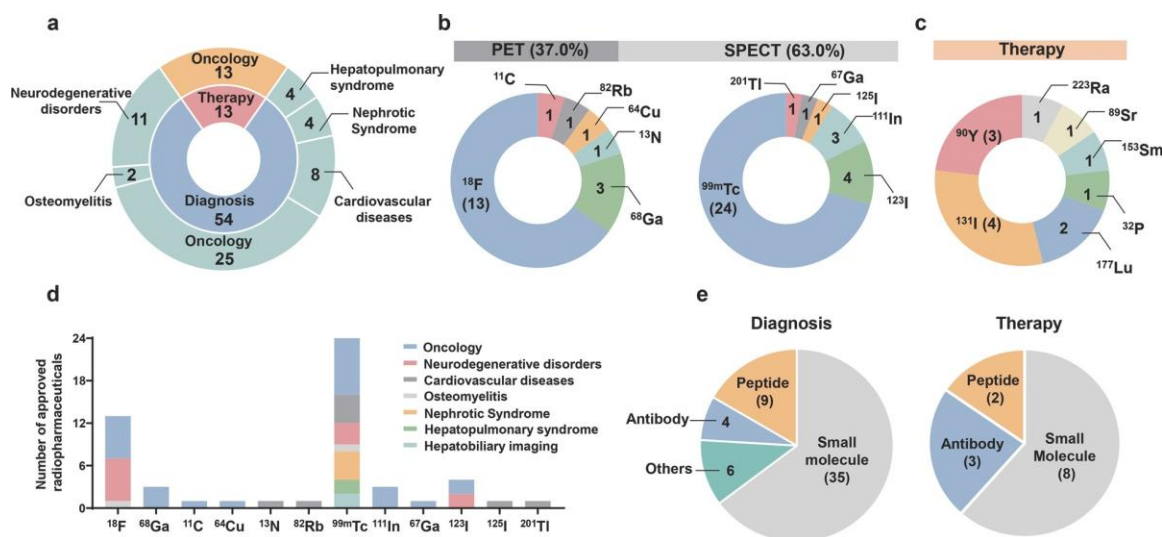 a
Oncology
13
Therapy
13
Diagnosis
54
Oncology
25
Neurodegenerative
disorders
11
Osteomyelitis
2
4
Hepatopulmonary
syndrome
4
Nephrotic
Syndrome
8
Cardiovascular
diseases
b
PET (37.0%)
SPECT (63.0%)
¹¹C
1
⁸²Rb
1
⁶⁴Cu
1
¹³N
1
3
⁶⁸Ga
¹⁸F
(13)
²⁰¹Tl
1
⁶⁷Ga
1
¹²⁵I
1
¹¹¹In
3
4
¹²³I
⁹⁹ᵐTc
(24)
c
Therapy
²²³Ra
1
⁸⁹Sr
1
¹⁵³Sm
1
³²P
1
¹⁷⁷Lu
2
⁹⁰Y (3)
¹³¹I (4)
d
Number of approved
radiopharmaceuticals
24
18
12
6
0
¹⁸F ⁶⁸Ga ¹¹C ⁶⁴Cu ¹³N ⁸²Rb ⁹⁹ᵐTc ¹¹¹In ⁶⁷Ga ¹²³I ¹²⁵I ²⁰¹Tl
Oncology
Neurodegenerative disorders
Cardiovascular diseases
Osteomyelitis
Nephrotic Syndrome
Hepatopulmonary syndrome
Hepatobiliary imaging
e
Diagnosis
Peptide
(9)
Antibody
4
Others
6
Small
molecule
(35)
Therapy
Peptide
(2)
Antibody
(3)
Small
Molecule
(8)